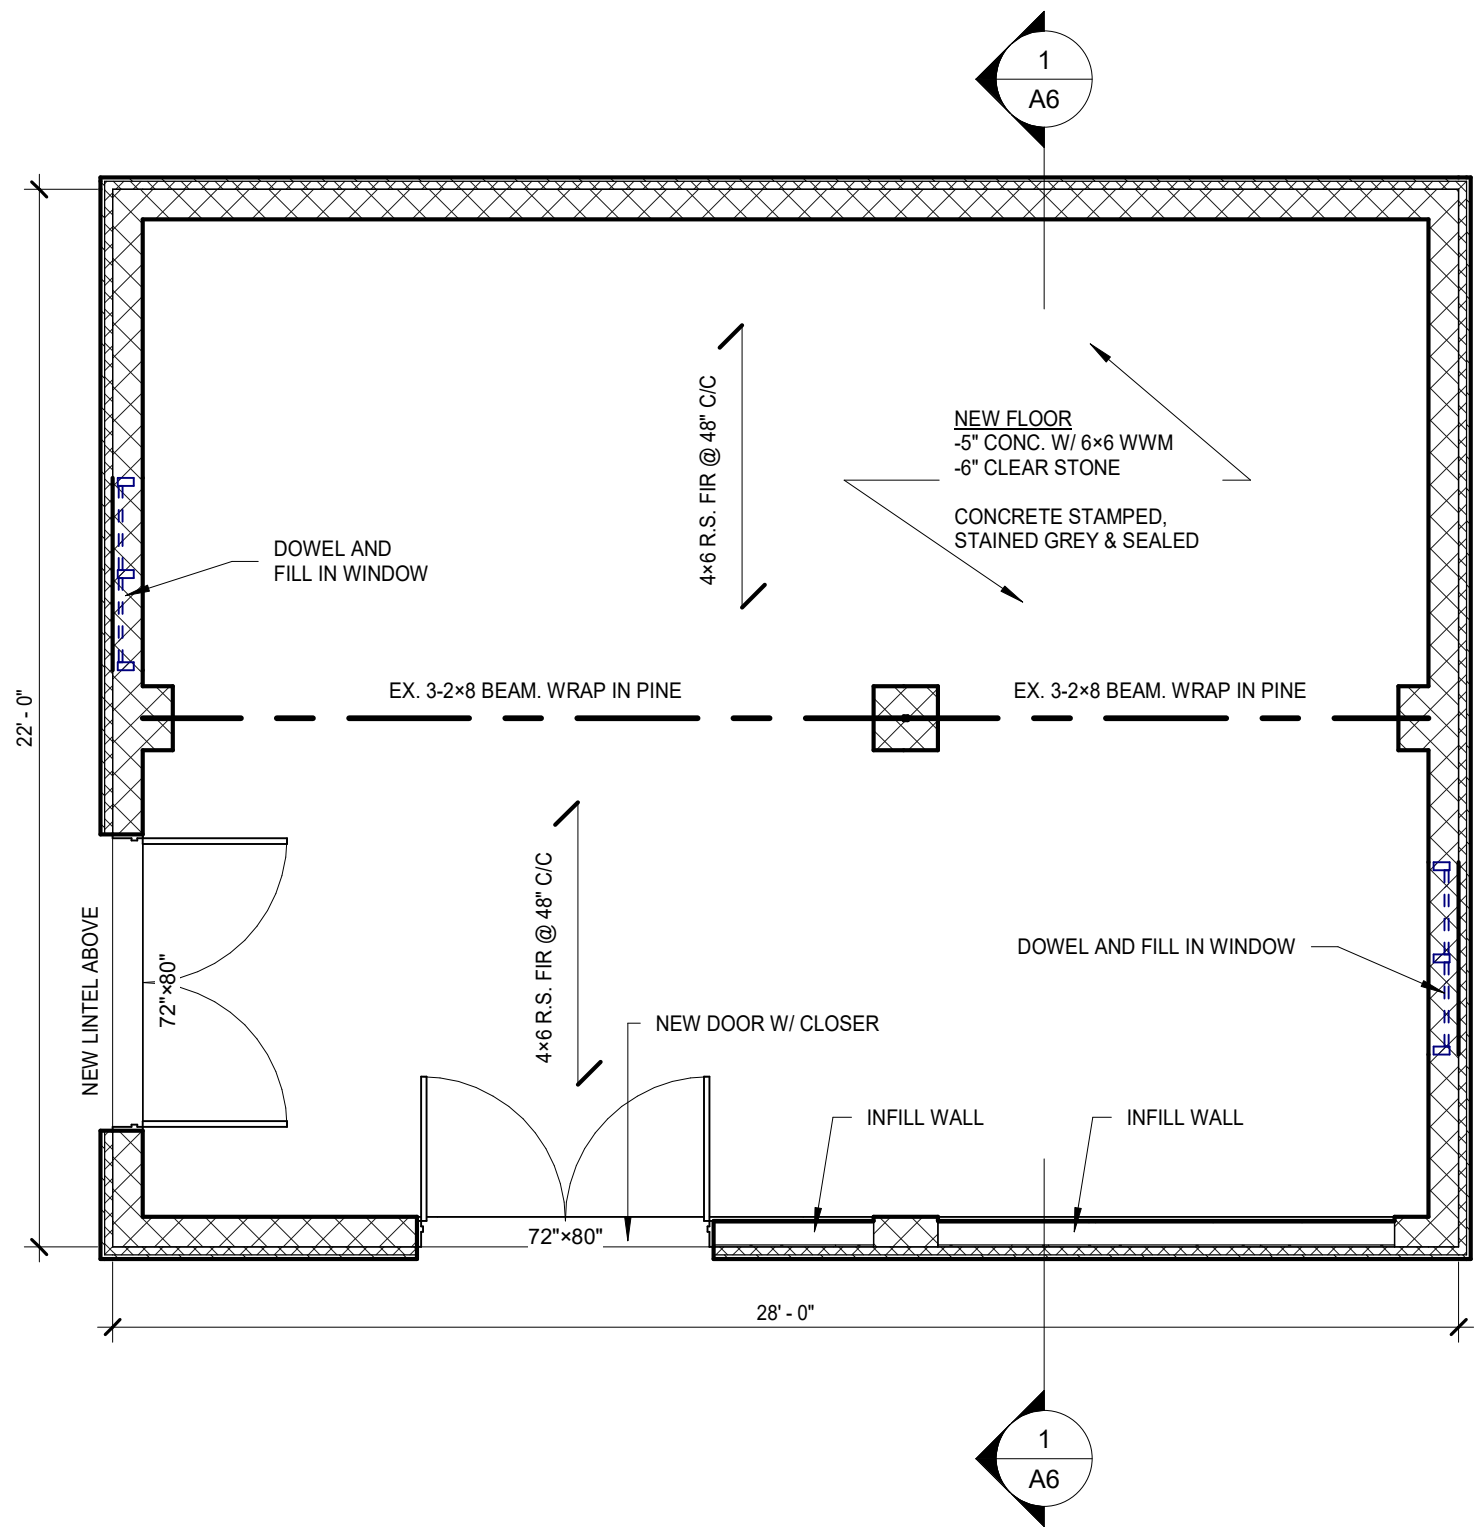 1
A6
4×6 R.S. FIR @ 48" C/C
NEW FLOOR
-5" CONC. W/ 6×6 WWM
-6" CLEAR STONE
CONCRETE STAMPED,
STAINED GREY & SEALED
DOWEL AND
FILL IN WINDOW
EX. 3-2×8 BEAM. WRAP IN PINE
EX. 3-2×8 BEAM. WRAP IN PINE
22' - 0"
4×6 R.S. FIR @ 48" C/C
NEW LINTEL ABOVE
72"×80"
DOWEL AND FILL IN WINDOW
NEW DOOR W/ CLOSER
INFILL WALL
INFILL WALL
72"×80"
28' - 0"
1
A6